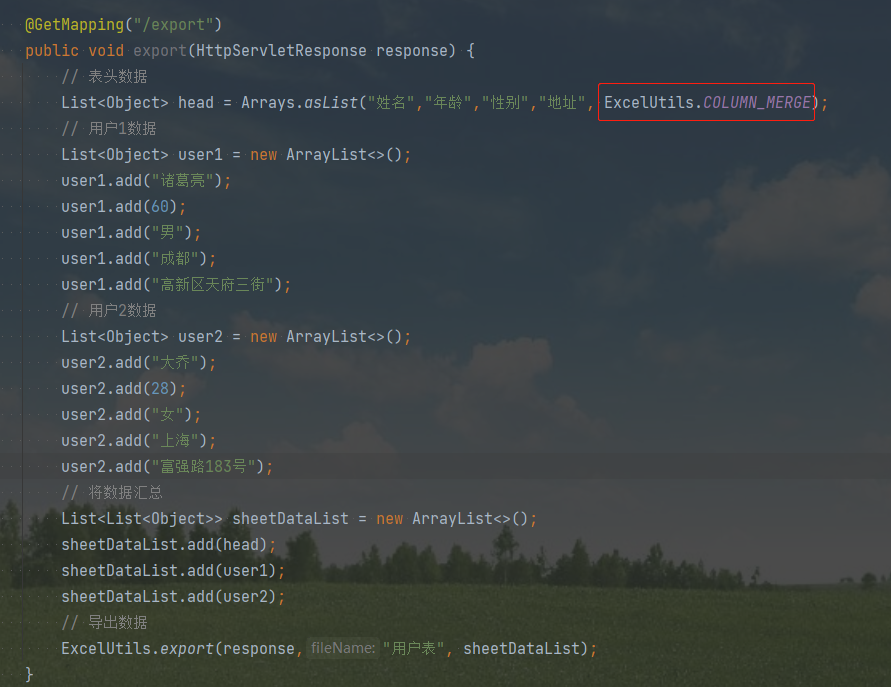 @GetMapping("/export")
public void export(HttpServletResponse response) {
// 表头数据
List<Object> head = Arrays.asList("姓名","年龄","性别","地址", ExcelUtils.COLUMN_MERGE);
// 用户1数据
List<Object> user1 = new ArrayList<>();
user1.add("诸葛亮");
user1.add(60);
user1.add("男");
user1.add("成都");
user1.add("高新区天府三街");
// 用户2数据
List<Object> user2 = new ArrayList<>();
user2.add("大乔");
user2.add(28);
user2.add("女");
user2.add("上海");
user2.add("富强路183号");
// 将数据汇总
List<List<Object>> sheetDataList = new ArrayList<>();
sheetDataList.add(head);
sheetDataList.add(user1);
sheetDataList.add(user2);
// 导出数据
ExcelUtils.export(response, fileName: "用户表", sheetDataList);
}